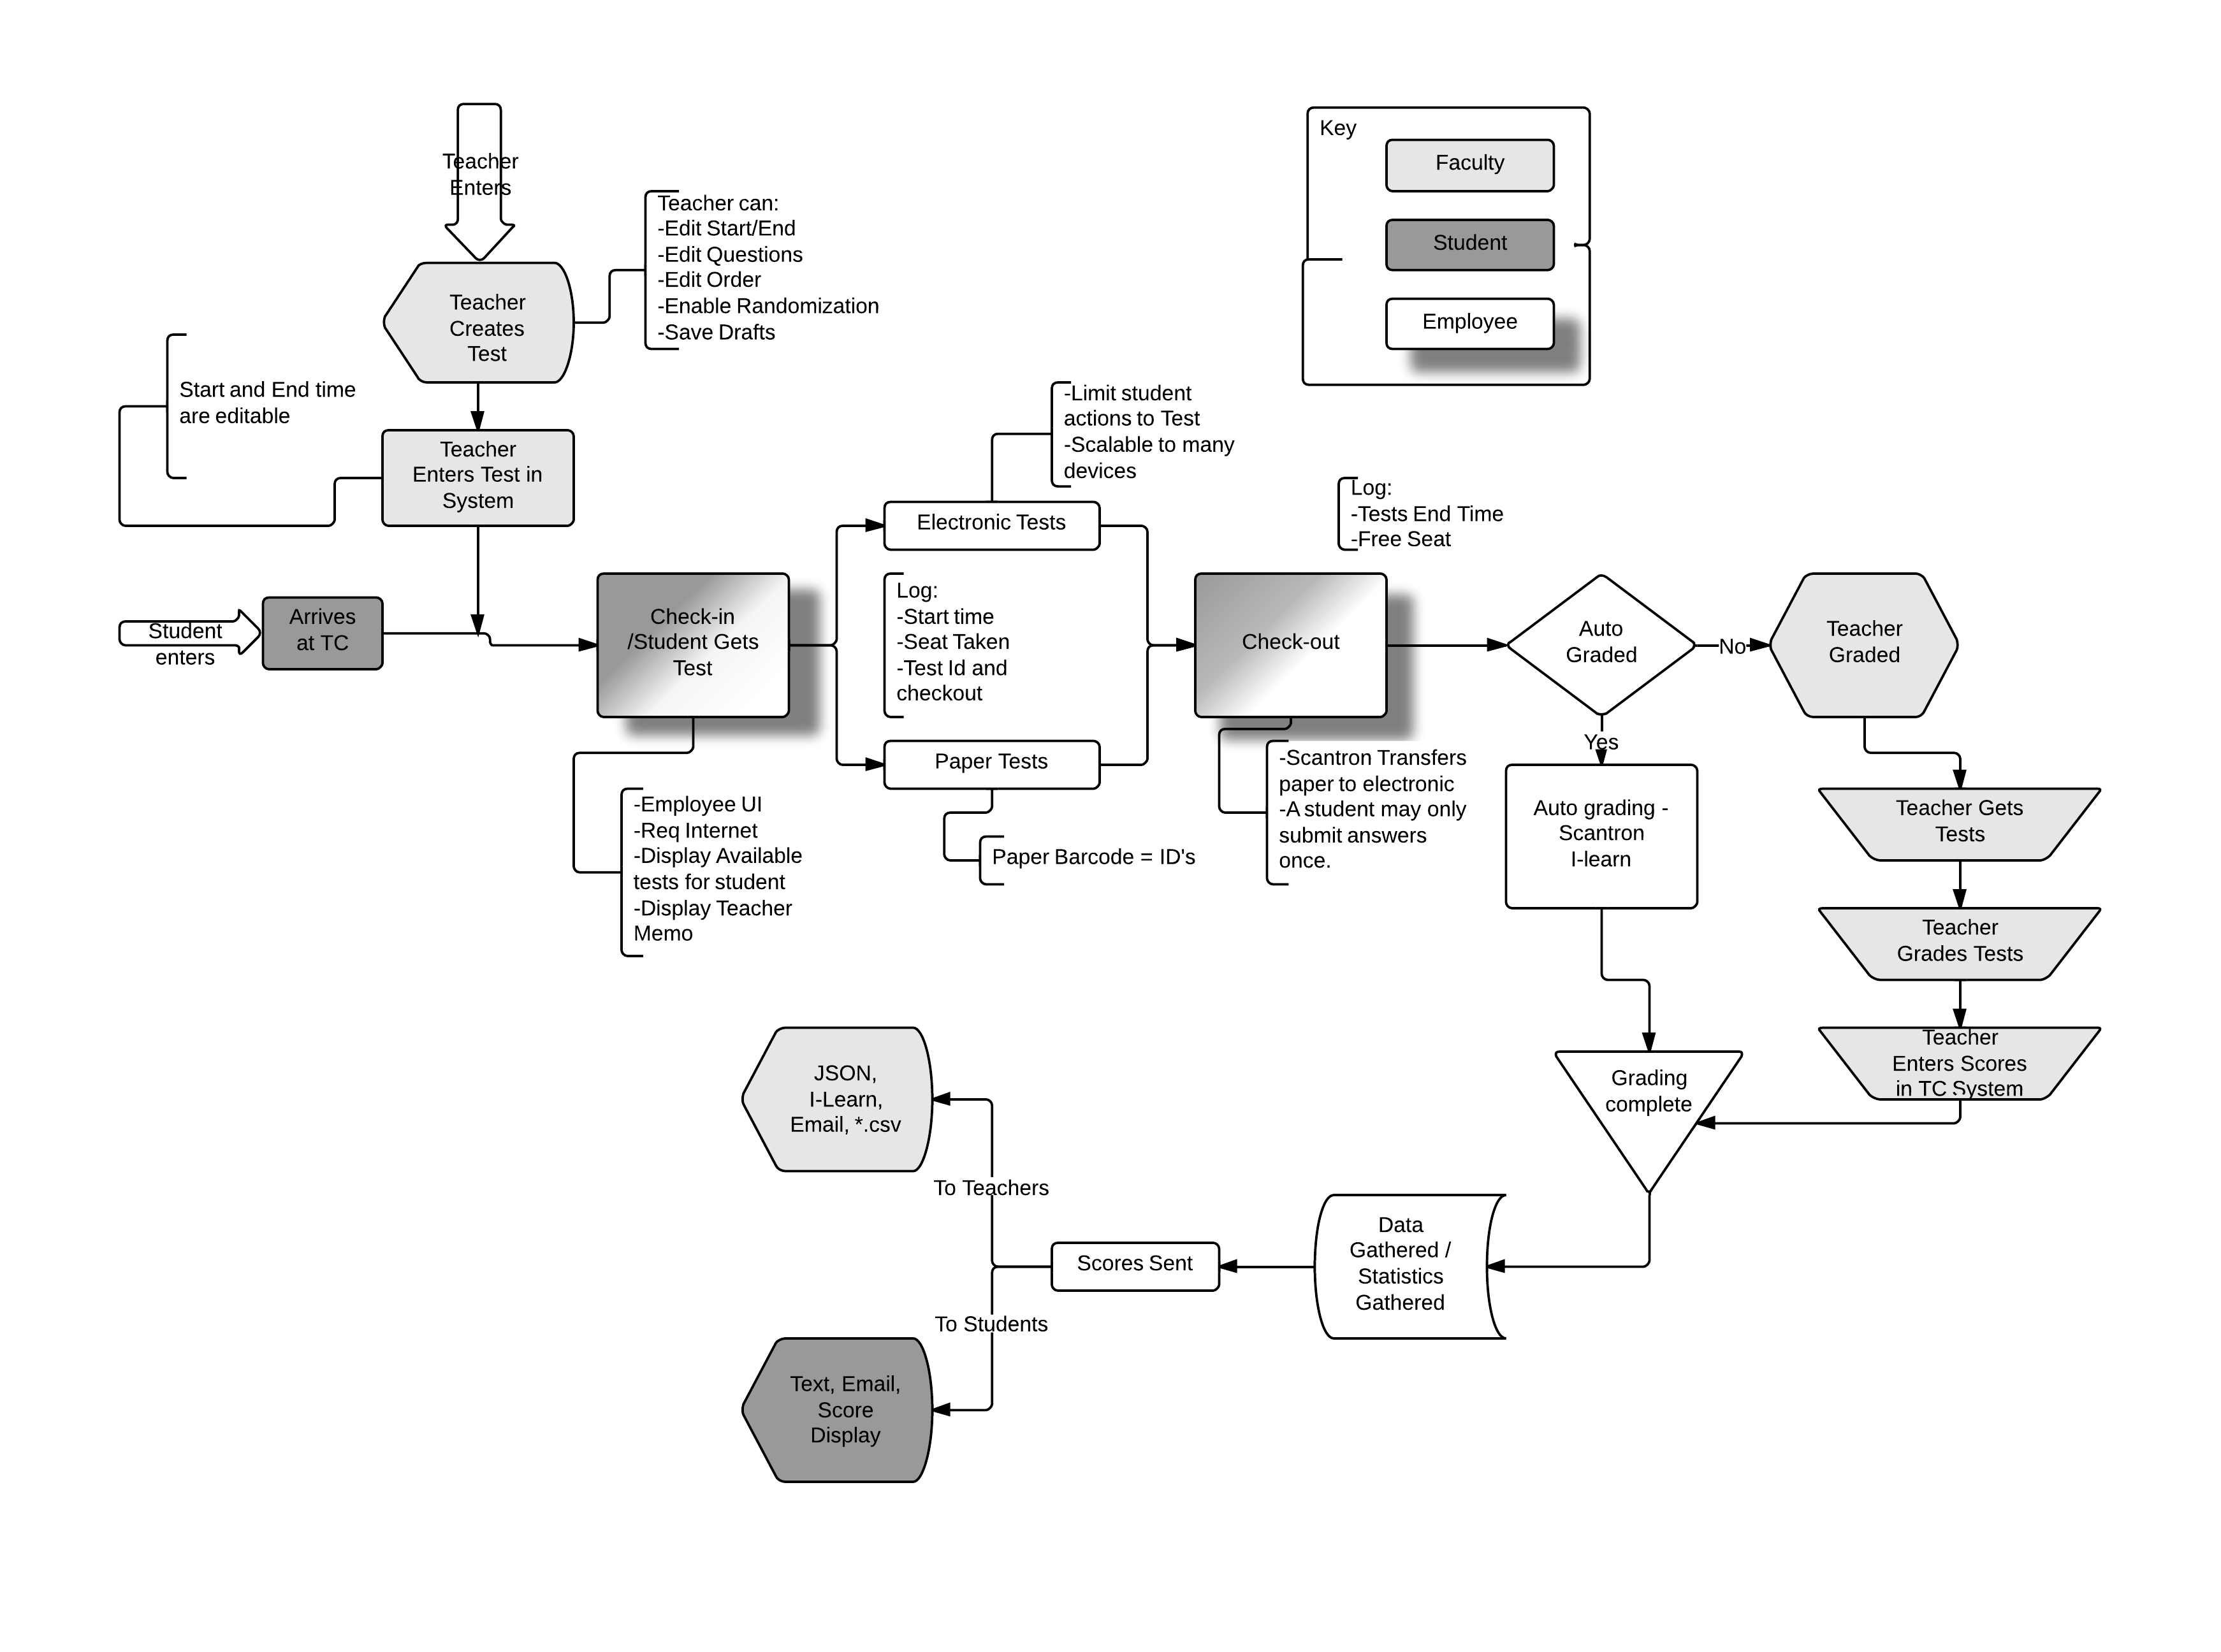 Teacher
Enters
Key
Faculty
Student
Employee
Teacher can:
-Edit Start/End
-Edit Questions
-Edit Order
-Enable Randomization
-Save Drafts
Teacher
Creates
Test
Start and End time
are editable
Teacher
Enters Test in
System
-Limit student
actions to Test
-Scalable to many
devices
Electronic Tests
Log:
-Tests End Time
-Free Seat
Student
enters
Arrives
at TC
Check-in
/Student Gets
Test
Log:
-Start time
-Seat Taken
-Test Id and
checkout
Check-out
Auto
Graded
No
Teacher
Graded
Yes
Paper Tests
-Employee UI
-Req Internet
-Display Available
tests for student
-Display Teacher
Memo
Paper Barcode = ID's
-Scantron Transfers
paper to electronic
-A student may only
submit answers
once.
Auto grading -
Scantron
I-learn
Teacher Gets
Tests
Teacher
Grades Tests
Teacher
Enters Scores
in TC System
Grading
complete
JSON,
I-Learn,
Email, *.csv
To Teachers
Scores Sent
Data
Gathered /
Statistics
Gathered
To Students
Text, Email,
Score
Display